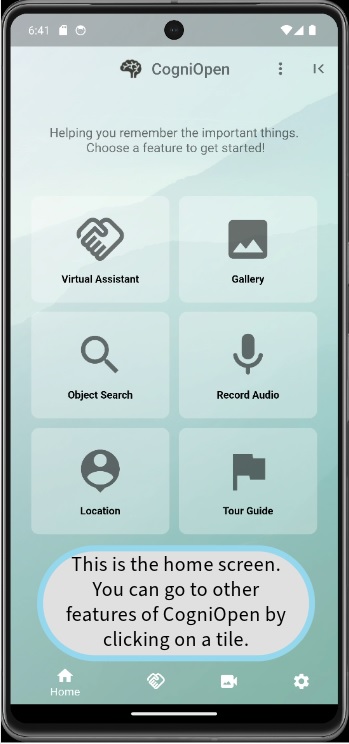 6:41
CogniOpen
Helping you remember the important things.
Choose a feature to get started!
Virtual Assistant
Gallery
Object Search
Record Audio
Location
Tour Guide
This is the home screen.
You can go to other
features of CogniOpen by
clicking on a tile.
Home